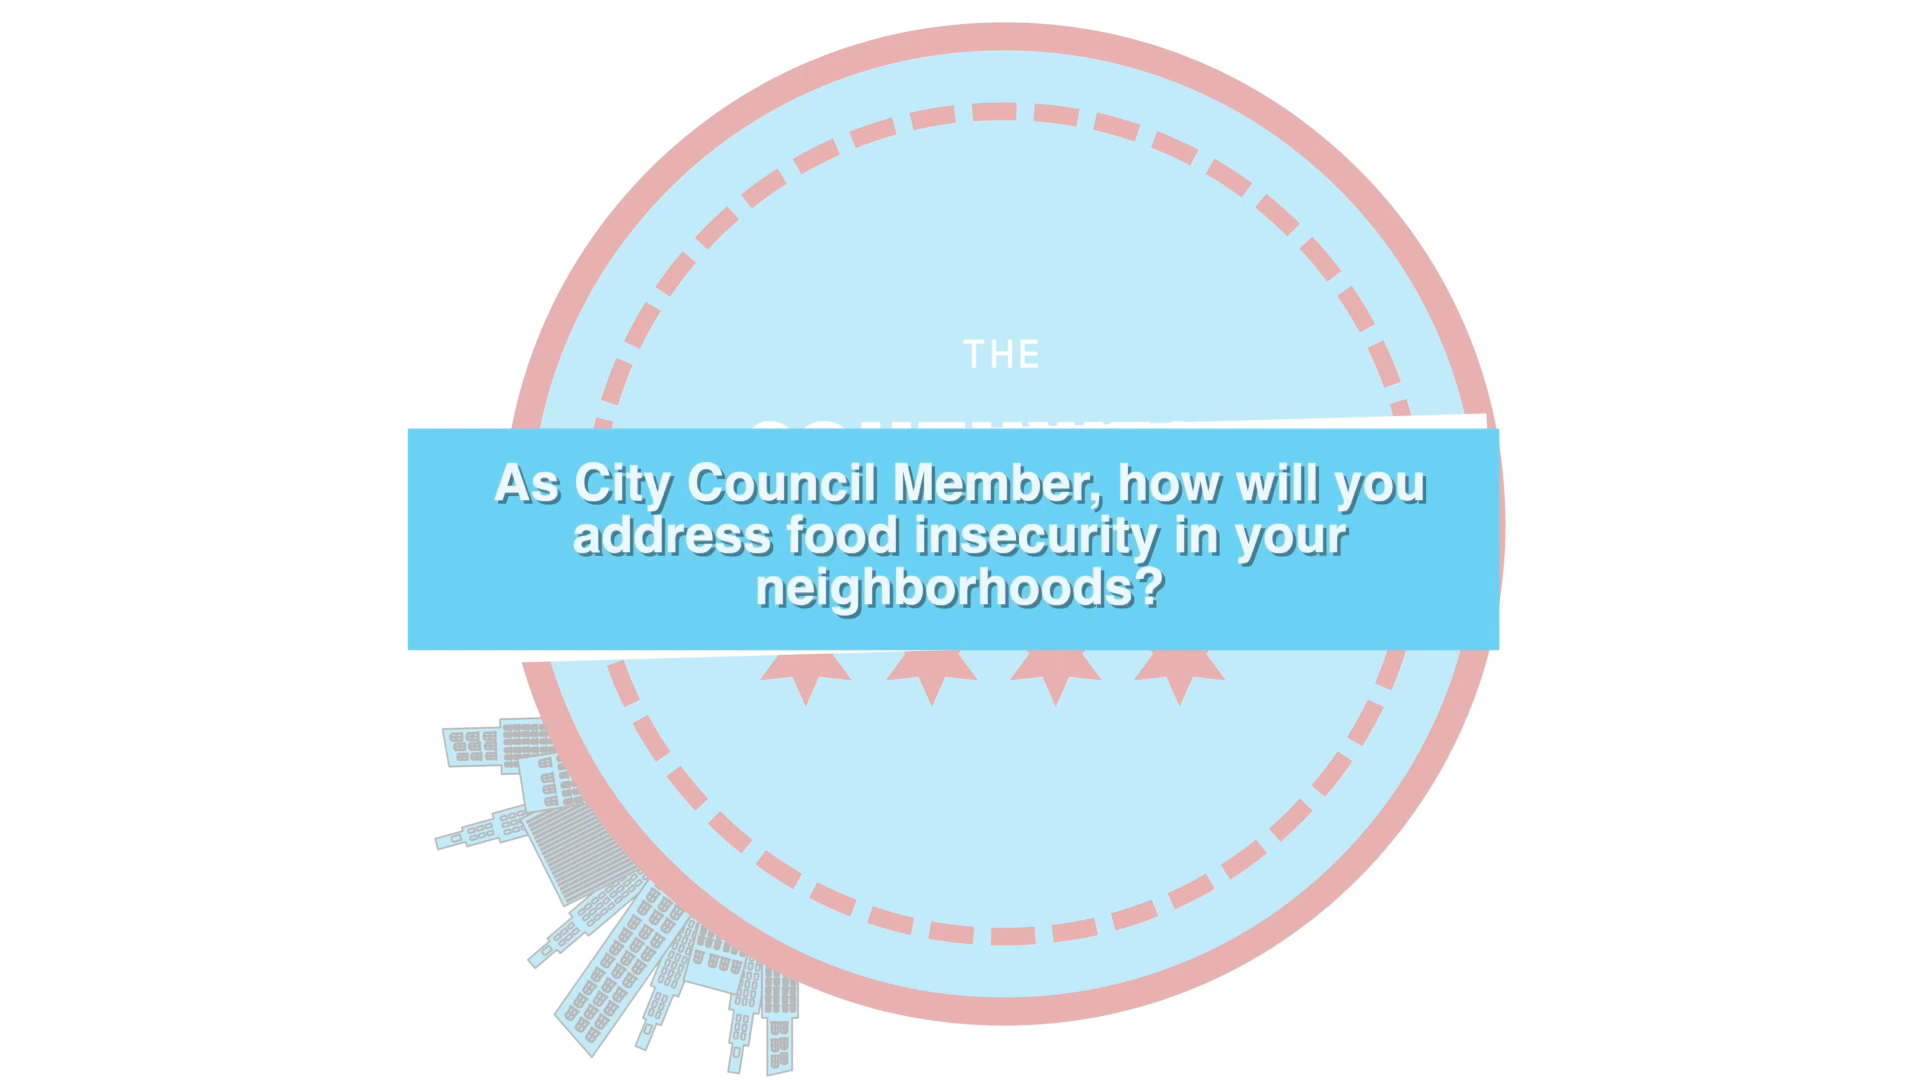 THE
As City Council Member, how will you
address food insecurity in your
neighborhoods?